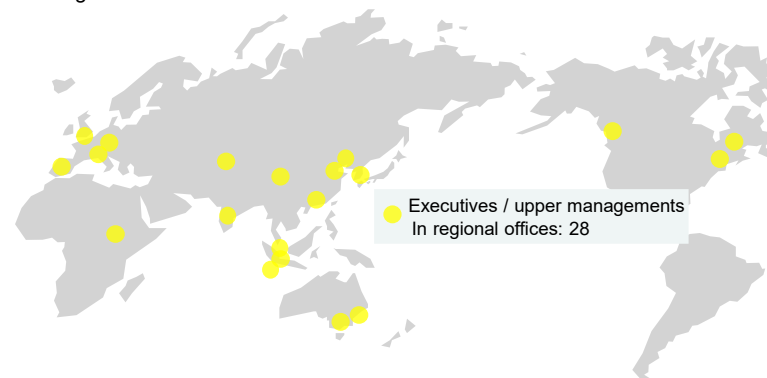 Executives / upper managements
In regional offices: 28